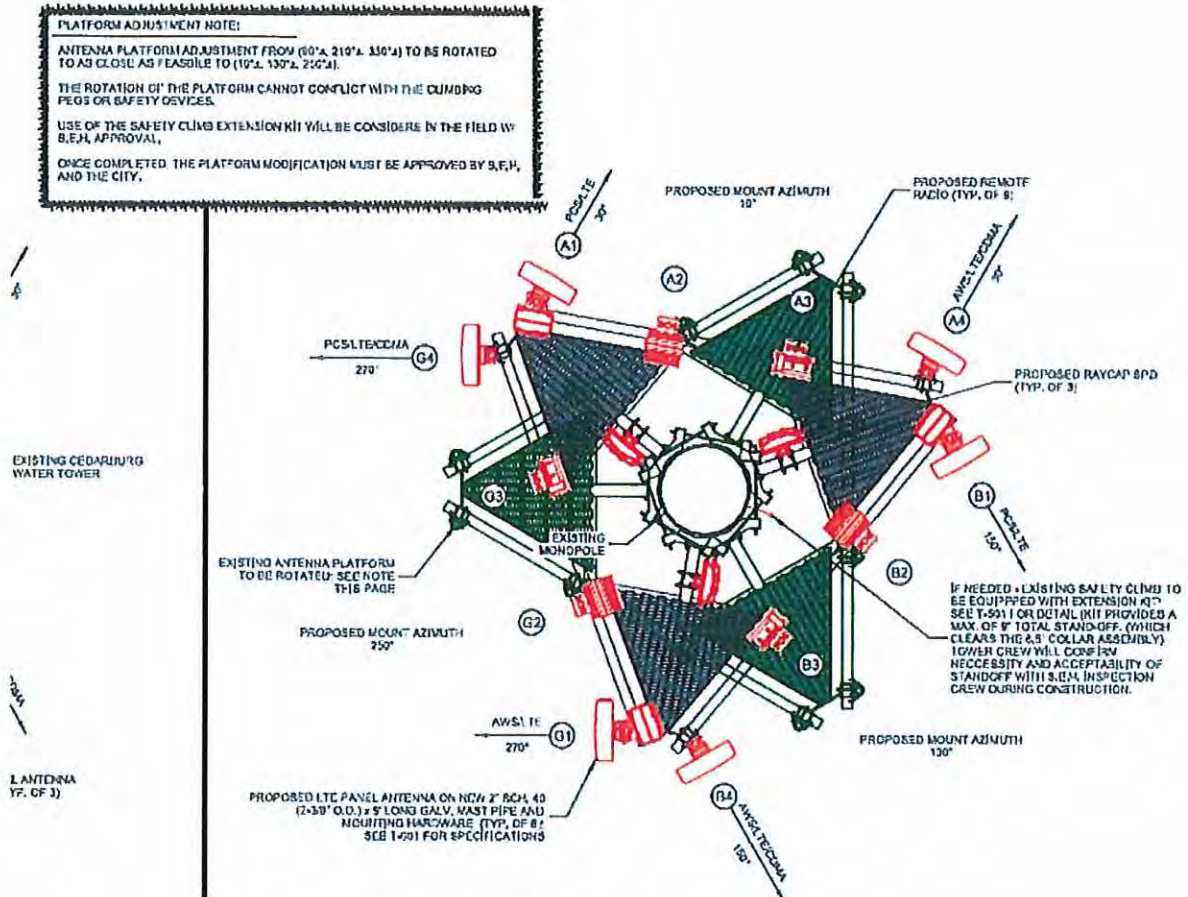 PLATFORM ADJUSTMENT NOTE:
ANTENNA PLATFORM ADJUSTMENT FROM (90°±, 210°±, 330°±) TO BE ROTATED
TO AS CLOSE AS FEASIBLE TO (10°±, 130°±, 250°±).
THE ROTATION OF THE PLATFORM CANNOT CONFLICT WITH THE CLIMBING
PEGS OR SAFETY DEVICES.
USE OF THE SAFETY CLIMB EXTENSION KIT WILL BE CONSIDERE IN THE FIELD W/
S.E.H. APPROVAL.
ONCE COMPLETED, THE PLATFORM MODIFICATION MUST BE APPROVED BY S.E.H.
AND THE CITY.
PCS/LTE
30°
A1
PROPOSED MOUNT AZIMUTH
10°
PROPOSED REMOTE
RADIO (TYP. OF 6)
A2
A3
AWS/LTE/CDMA
30°
A4
PCS/LTE/CDMA
270°
G4
PROPOSED RAYCAP SPD
(TYP. OF 3)
EXISTING CEDARBURG
WATER TOWER
G3
B1
PCS/LTE
150°
EXISTING
MONOPOLE
EXISTING ANTENNA PLATFORM
TO BE ROTATED: SEE NOTE
THIS PAGE
B2
IF NEEDED - EXISTING SAFETY CLIMB TO
BE EQUIPPPED WITH EXTENSION KIT
SEE T-501 FOR DETAIL (KIT PROVIDES A
MAX. OF 9" TOTAL STAND-OFF. (WHICH
CLEARS THE 8.5" COLLAR ASSEMBLY)
TOWER CREW WILL CONFIRM
NECCESSITY AND ACCEPTABILITY OF
STANDOFF WITH S.E.H. INSPECTION
CREW DURING CONSTRUCTION.
G2
PROPOSED MOUNT AZIMUTH
250°
B3
AWS/LTE
270°
G1
PROPOSED MOUNT AZIMUTH
130°
ANTENNA
OF 3)
PROPOSED LTE PANEL ANTENNA ON NEW 2" SCH. 40
(2-3/8" O.D.) x 5' LONG GALV. MAST PIPE AND
MOUNTING HARDWARE (TYP. OF 6)
SEE T-501 FOR SPECIFICATIONS
B4
AWS/LTE/CDMA
150°